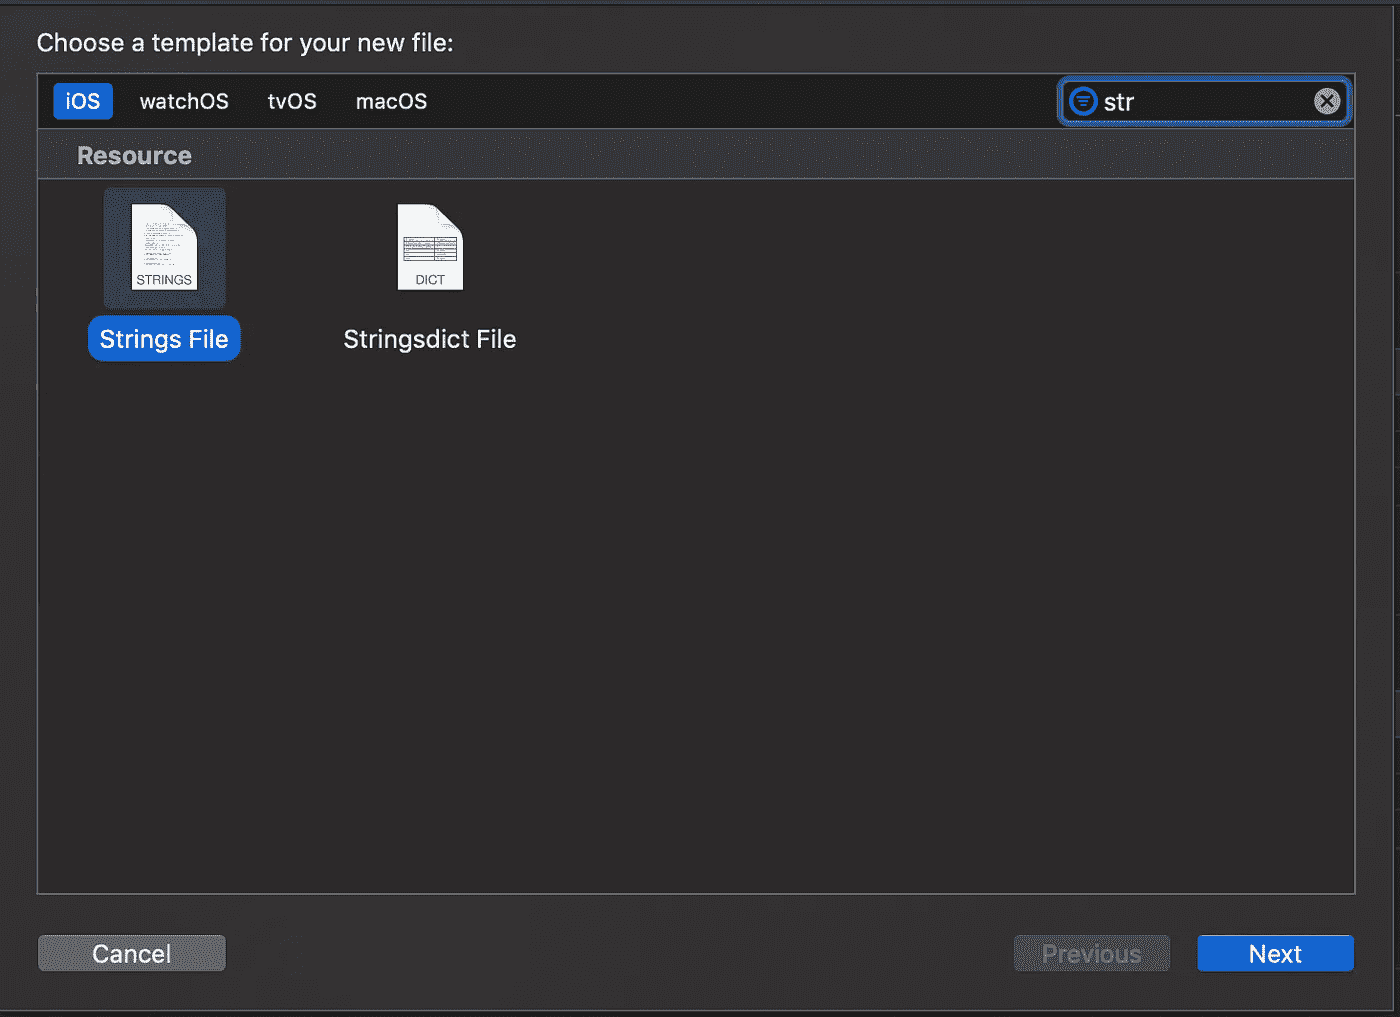 Choose a template for your new file:
iOS watchOS tvOS macOS str
Resource
STRINGS DICT
Strings File Stringsdict File
Cancel Previous Next